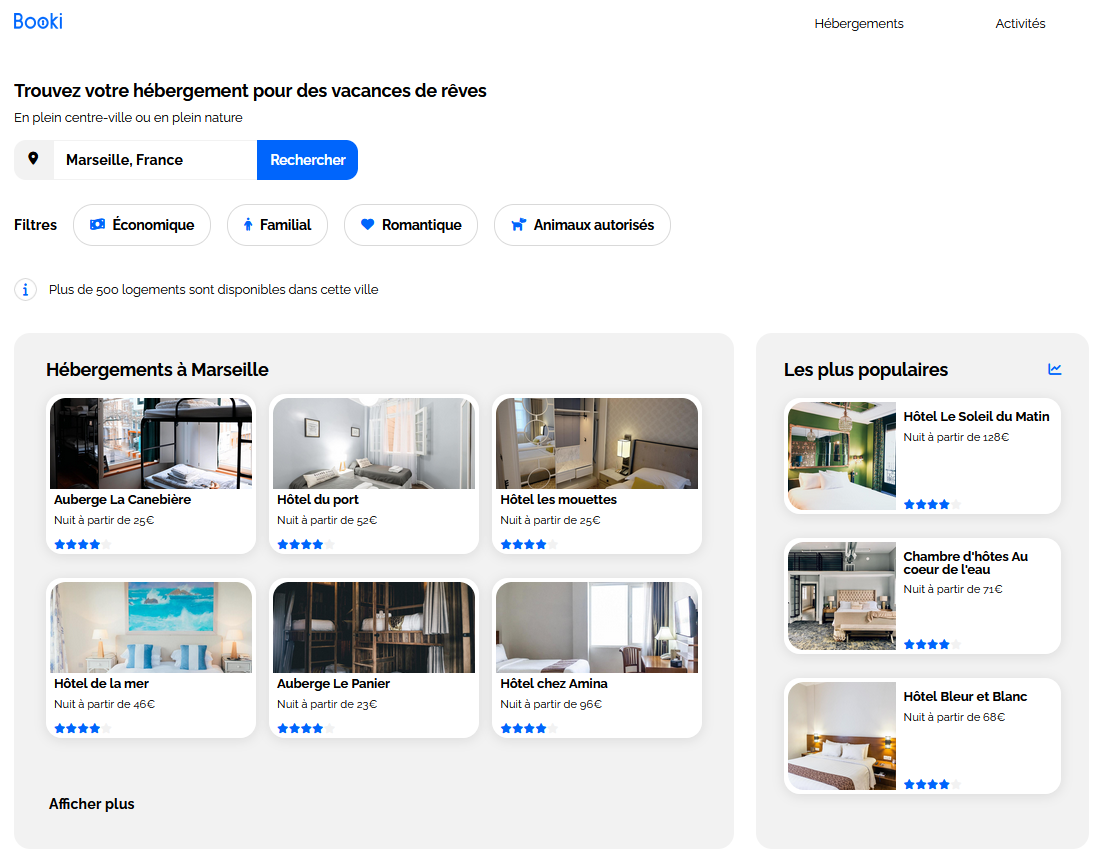 Booki
Hébergements
Activités
Trouvez votre hébergement pour des vacances de rêves
En plein centre-ville ou en plein nature
Marseille, France
Rechercher
Filtres
Économique
Familial
Romantique
Animaux autorisés
Plus de 500 logements sont disponibles dans cette ville
Hébergements à Marseille
Auberge La Canebière
Nuit à partir de 25€
Hôtel du port
Nuit à partir de 52€
Hôtel les mouettes
Nuit à partir de 25€
Hôtel de la mer
Nuit à partir de 46€
Auberge Le Panier
Nuit à partir de 23€
Hôtel chez Amina
Nuit à partir de 96€
Afficher plus
Les plus populaires
Hôtel Le Soleil du Matin
Nuit à partir de 128€
Chambre d'hôtes Au
coeur de l'eau
Nuit à partir de 71€
Hôtel Bleur et Blanc
Nuit à partir de 68€